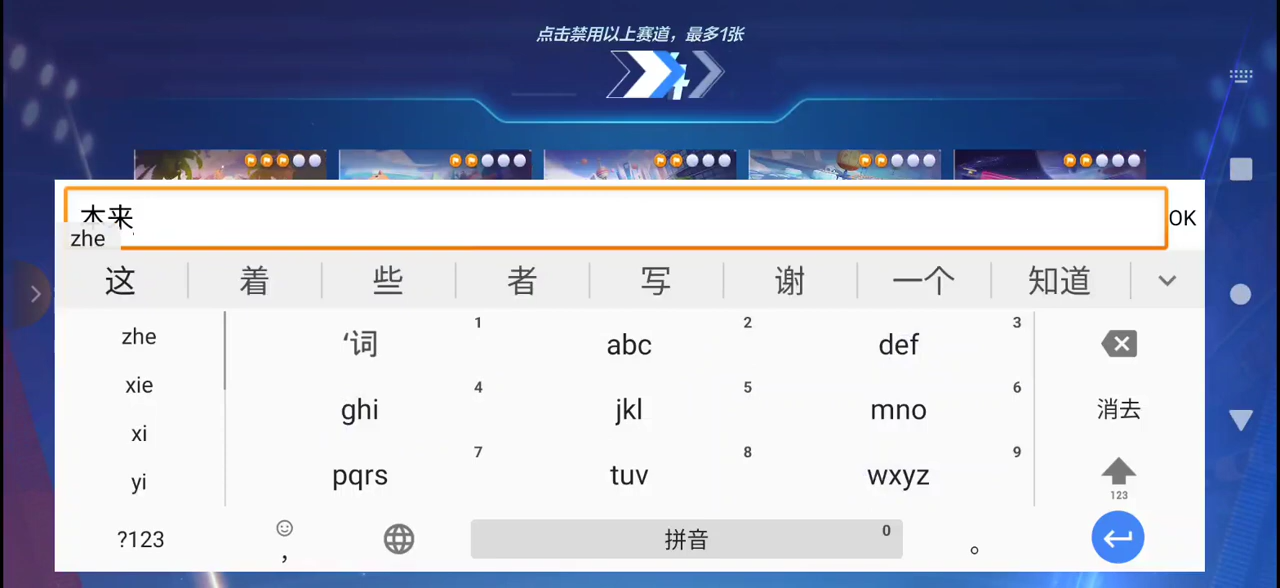 点击禁用以上赛道，最多1张
木来
OK
zhe
这 着 些 者 写 谢 一个 知道
zhe
xie
xi
yi
‘词 1
abc 2
def 3
ghi 4
jkl 5
mno 6
消去
pqrs 7
tuv 8
wxyz 9
123
?123
,
拼音 0
。